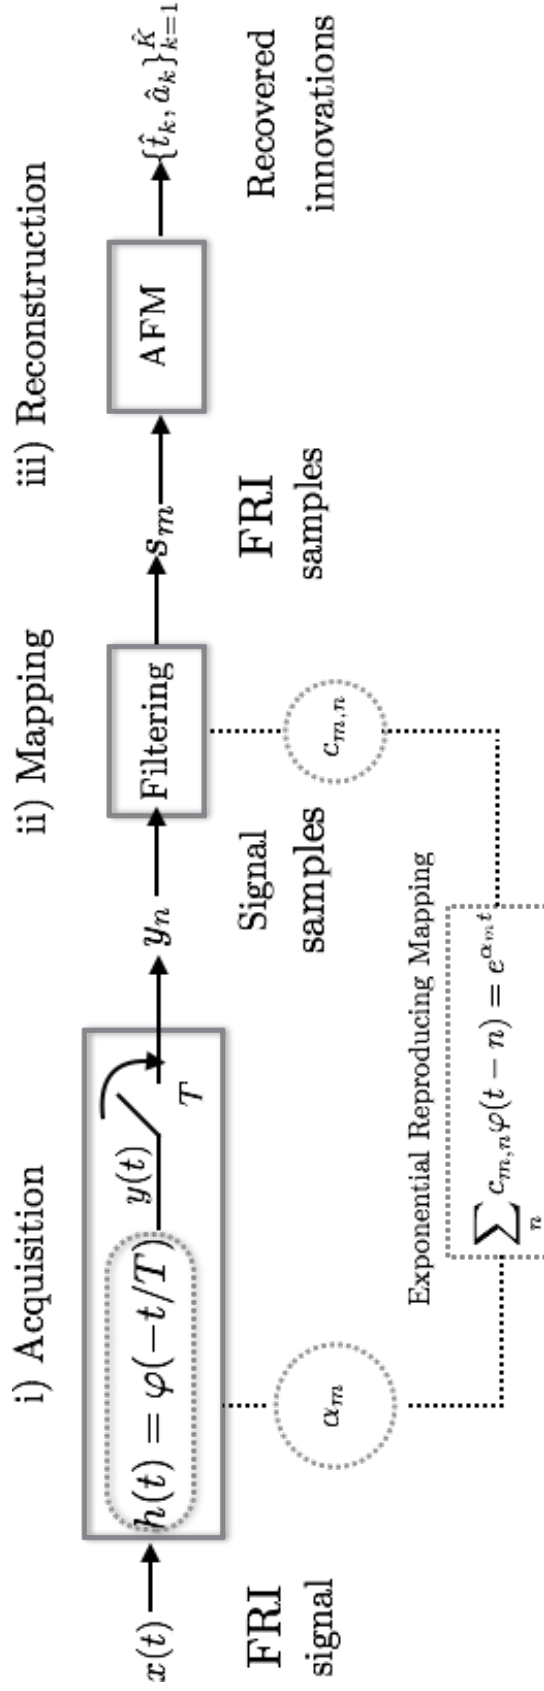 i) Acquisition
ii) Mapping
iii) Reconstruction
x(t)
h(t) = φ(−t/T)
y(t)
T
y_n
Filtering
s_m
AFM
{t̂_k, â_k}_{k=1}^{K̂}
FRI
signal
Signal
samples
FRI
samples
Recovered
innovations
α_m
c_{m,n}
Exponential Reproducing Mapping
∑_n c_{m,n}φ(t − n) = e^{α_m t}